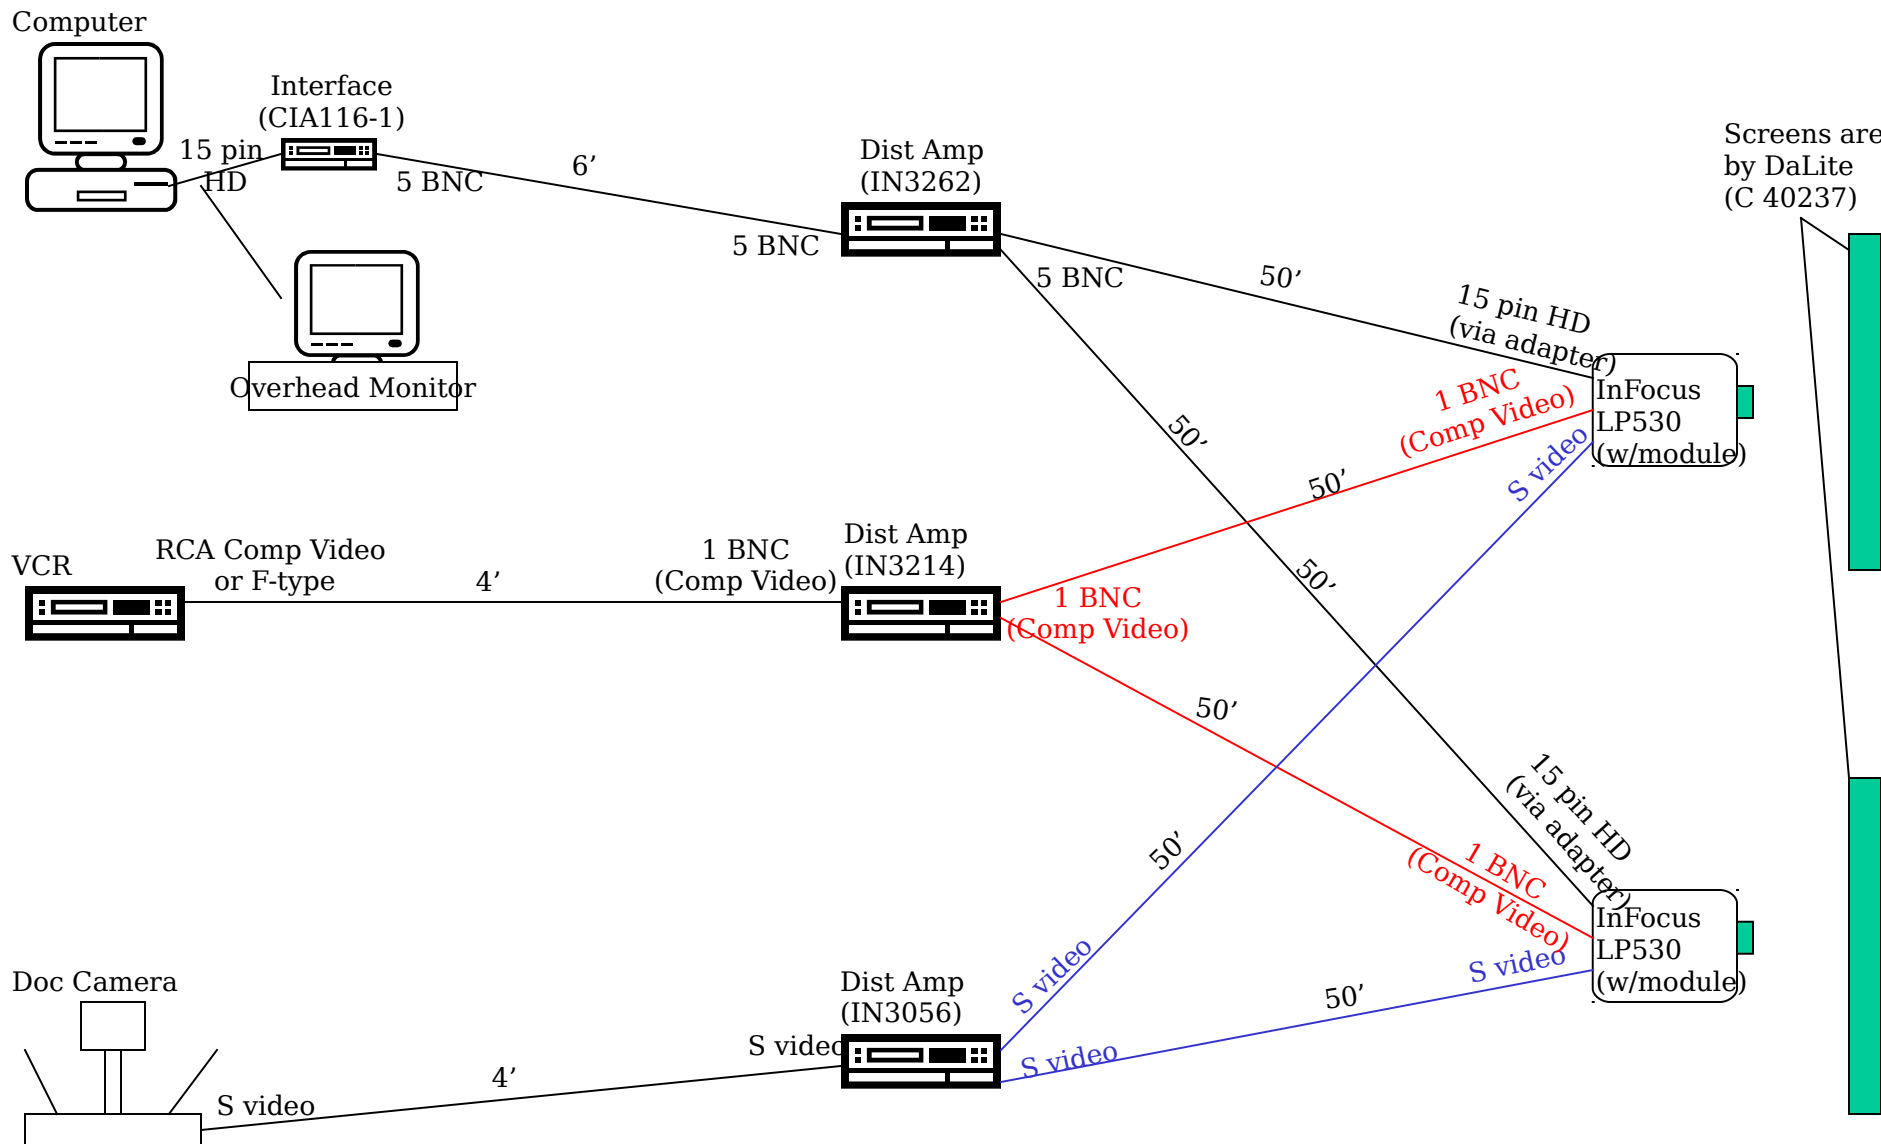 Computer
Interface
(CIA116-1)
15 pin
HD
5 BNC
6’
Dist Amp
(IN3262)
5 BNC
5 BNC
50’
15 pin HD
(via adapter)
Screens are
by DaLite
(C 40237)
Overhead Monitor
InFocus
LP530
(w/module)
1 BNC
(Comp Video)
S video
50’
50’
50’
VCR
RCA Comp Video
or F-type
4’
1 BNC
(Comp Video)
Dist Amp
(IN3214)
1 BNC
(Comp Video)
50’
50’
15 pin HD
(via adapter)
1 BNC
(Comp Video)
S video
InFocus
LP530
(w/module)
Doc Camera
S video
4’
S video
Dist Amp
(IN3056)
S video
S video
50’